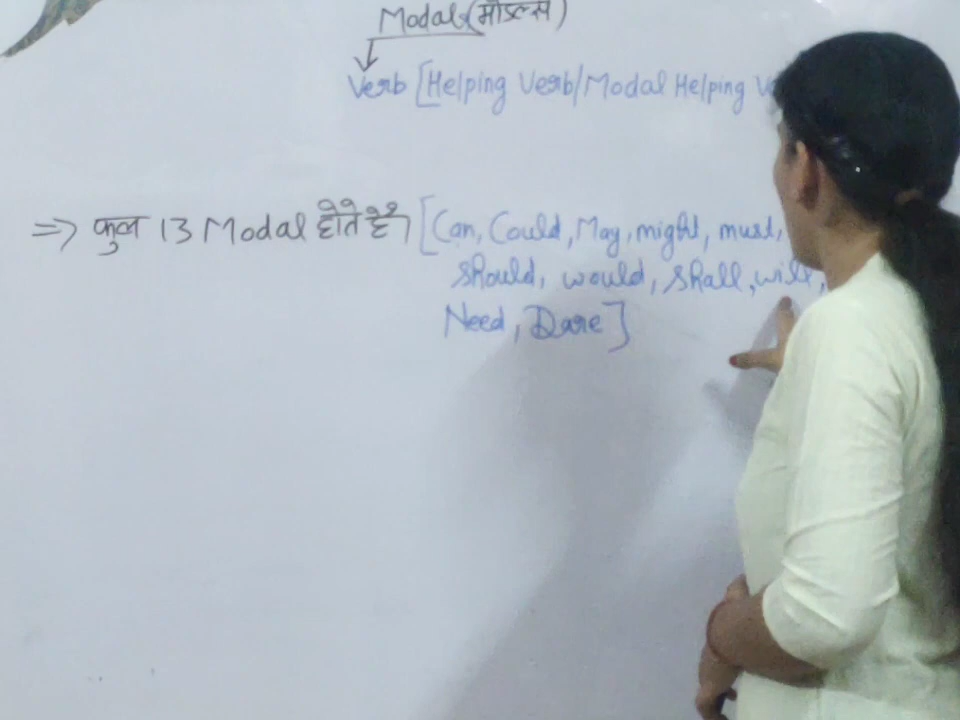 Modals(मोडल्स)
Verb [Helping Verb/Modal Helping
=> कुल 13 Modal होते हैं। [Can, Could, May, might, must,
should, would, shall, will,
Need, Dare]